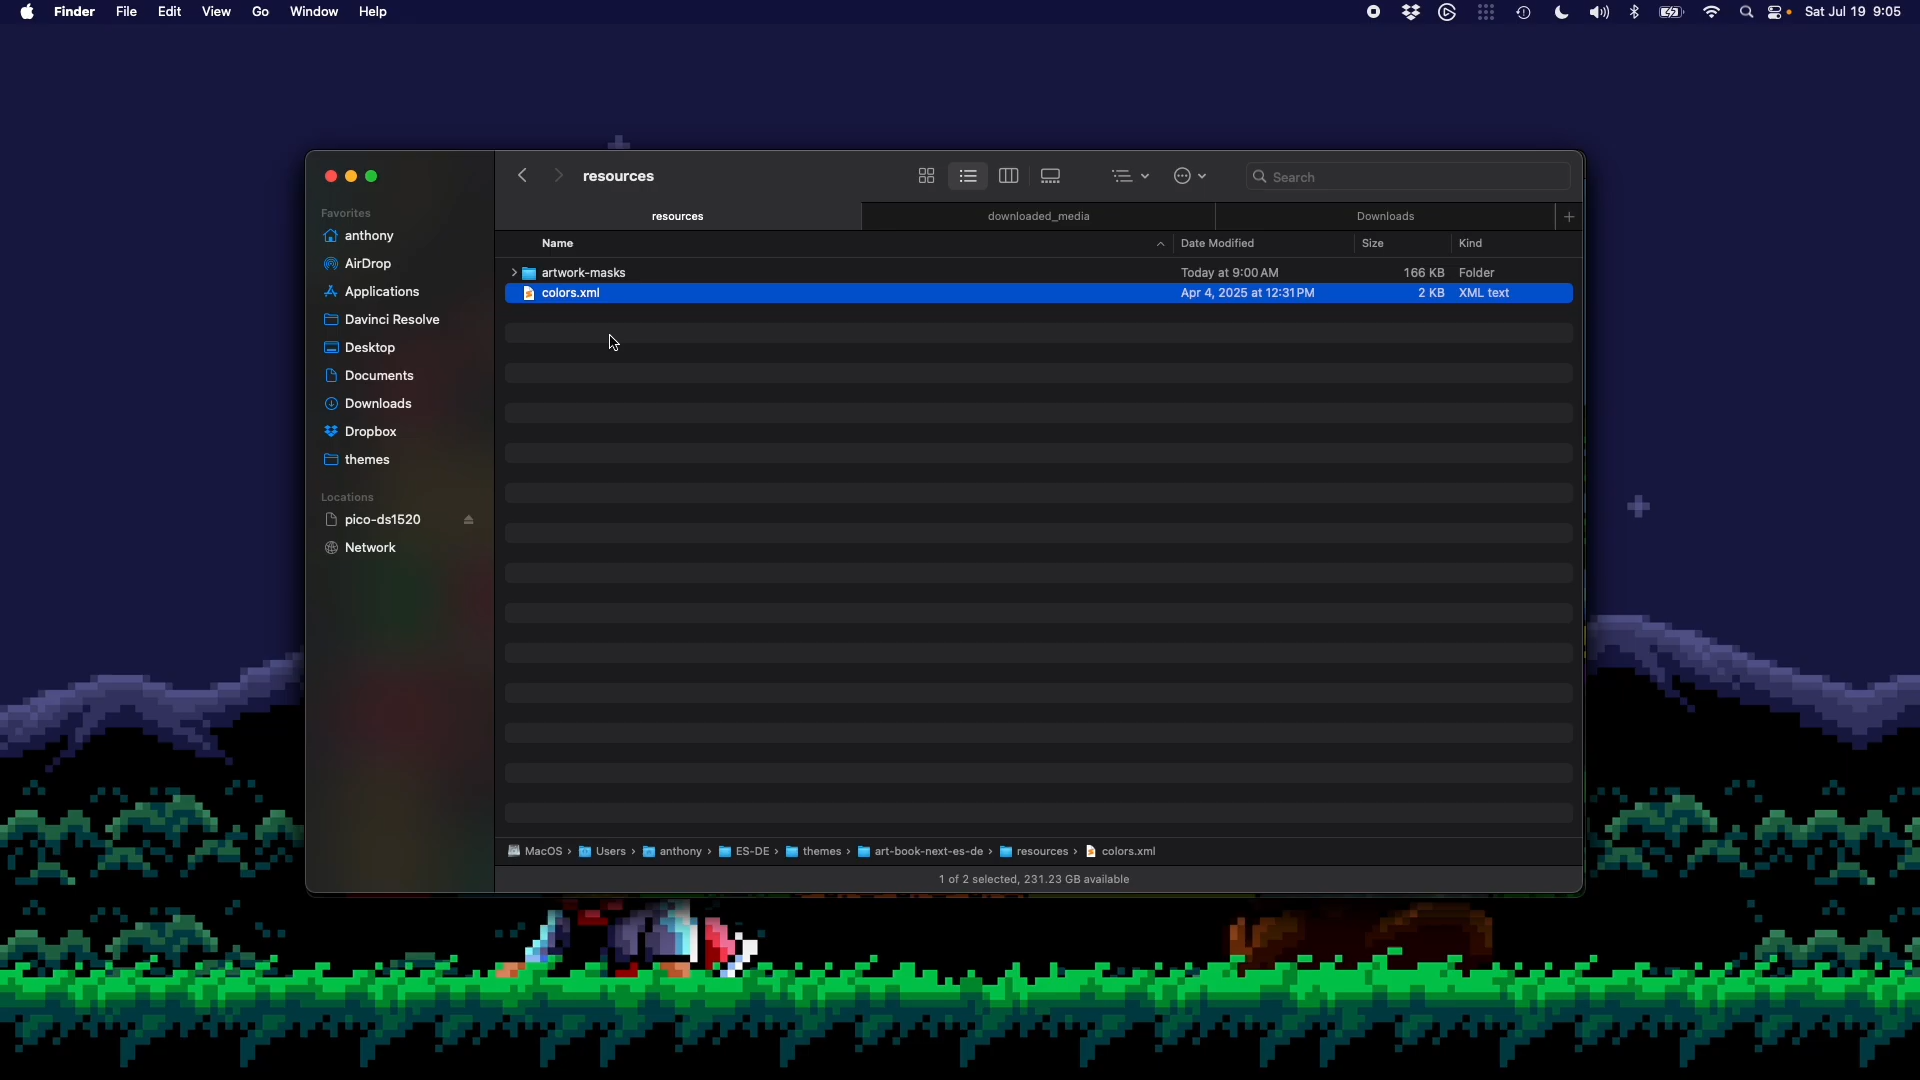 Finder File Edit View Go Window Help Sat Jul 19 9:05
resources Search
resources downloaded_media Downloads
Favorites
anthony
AirDrop
Applications
Davinci Resolve
Desktop
Documents
Downloads
Dropbox
themes
Locations
pico-ds1520
Network
Name Date Modified Size Kind
artwork-masks Today at 9:00 AM 166 KB Folder
colors.xml Apr 4, 2025 at 12:31 PM 2 KB XML text
MacOS › Users › anthony › ES-DE › themes › art-book-next-es-de › resources › colors.xml
1 of 2 selected, 231.23 GB available